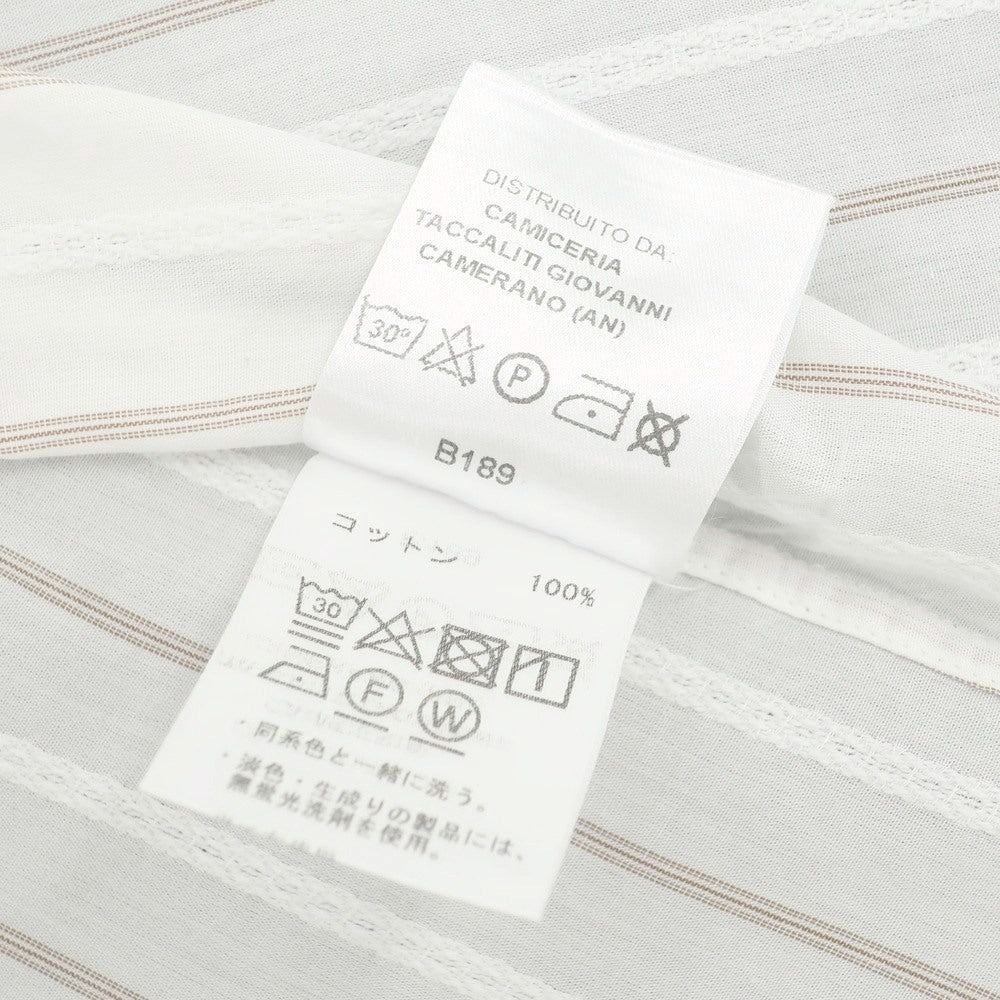 DISTRIBUITO DA:
CAMICERIA
TACCALITI GIOVANNI
CAMERANO (AN)
30°
P
B189
コットン 100%
30
F W
・同系色と一緒に洗う。
・淡色・生成りの製品には、
無蛍光洗剤を使用。